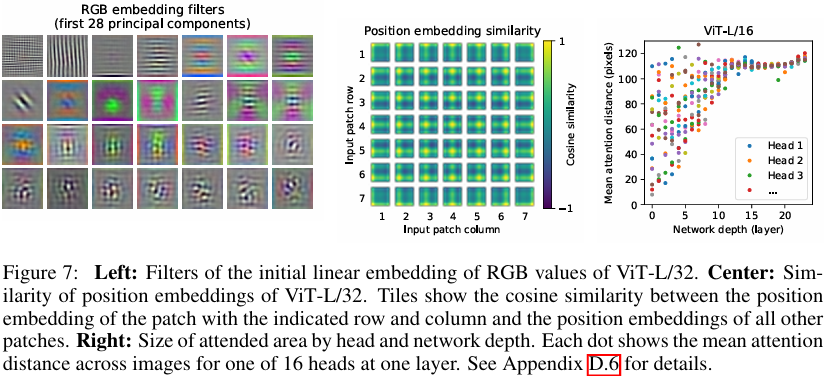 RGB embedding filters
(first 28 principal components)
Position embedding similarity
1
2
3
4
5
6
7
Input patch row
1 2 3 4 5 6 7
Input patch column
1
−1
Cosine similarity
ViT-L/16
120
100
80
60
40
20
0
Mean attention distance (pixels)
Head 1
Head 2
Head 3
...
0 5 10 15 20
Network depth (layer)
Figure 7: Left: Filters of the initial linear embedding of RGB values of ViT-L/32. Center: Sim-
ilarity of position embeddings of ViT-L/32. Tiles show the cosine similarity between the position
embedding of the patch with the indicated row and column and the position embeddings of all other
patches. Right: Size of attended area by head and network depth. Each dot shows the mean attention
distance across images for one of 16 heads at one layer. See Appendix D.6 for details.